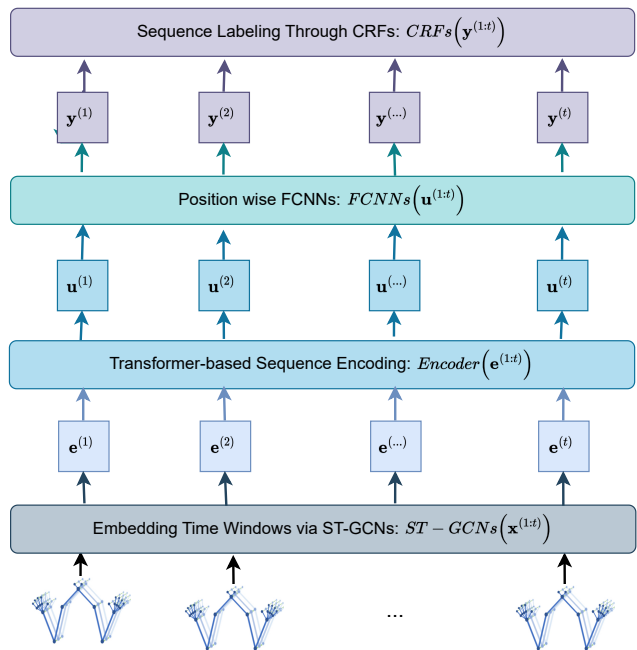 Sequence Labeling Through CRFs: CRFs(y^(1:t))
y^(1) y^(2) y^(...) y^(t)
Position wise FCNNs: FCNNs(u^(1:t))
u^(1) u^(2) u^(...) u^(t)
Transformer-based Sequence Encoding: Encoder(e^(1:t))
e^(1) e^(2) e^(...) e^(t)
Embedding Time Windows via ST-GCNs: ST − GCNs(x^(1:t))
...